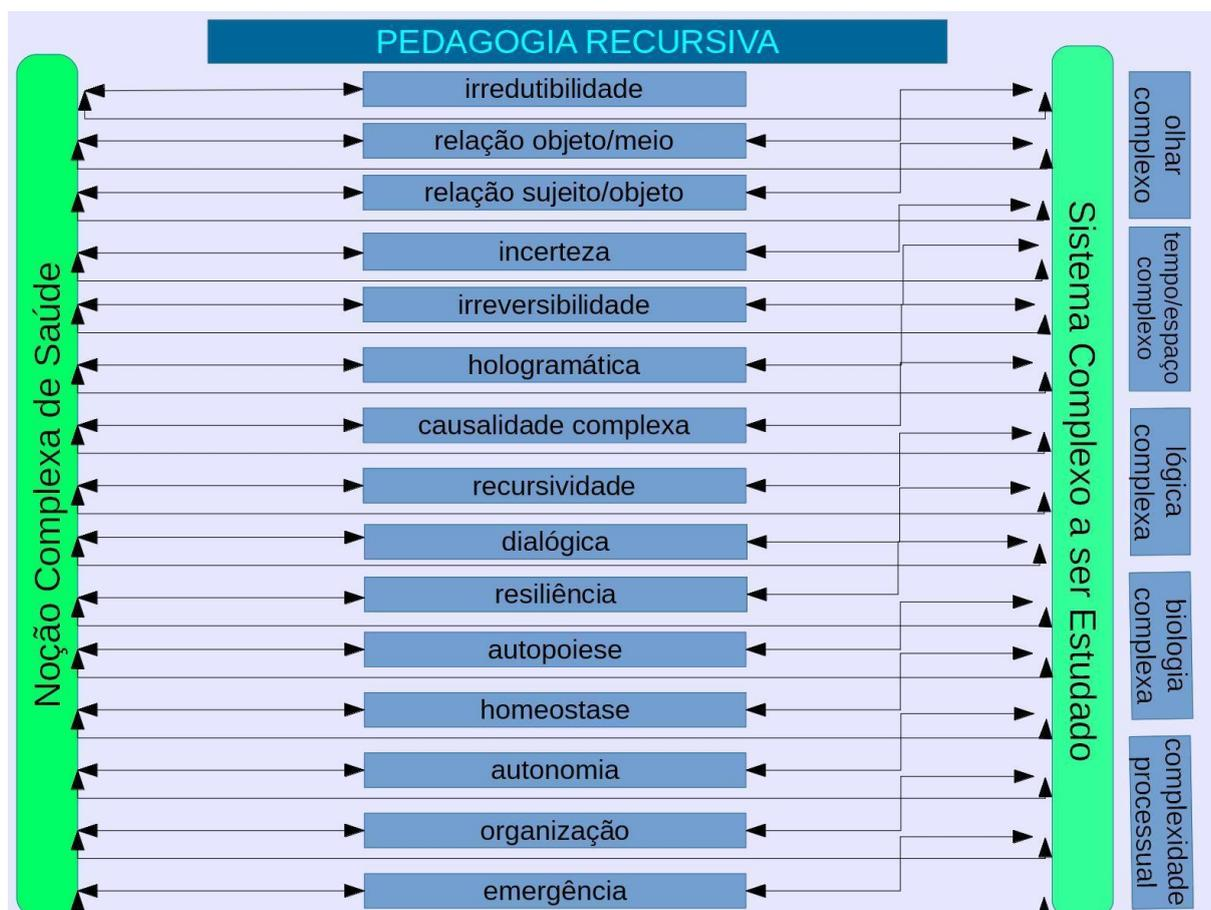 PEDAGOGIA RECURSIVA
Noção Complexa de Saúde
irredutibilidade
relação objeto/meio
relação sujeito/objeto
incerteza
irreversibilidade
hologramática
causalidade complexa
recursividade
dialógica
resiliência
autopoiese
homeostase
autonomia
organização
emergência
Sistema Complexo a ser Estudado
olhar
complexo
tempo/espaço
complexo
lógica
complexa
biologia
complexa
complexidade
processual